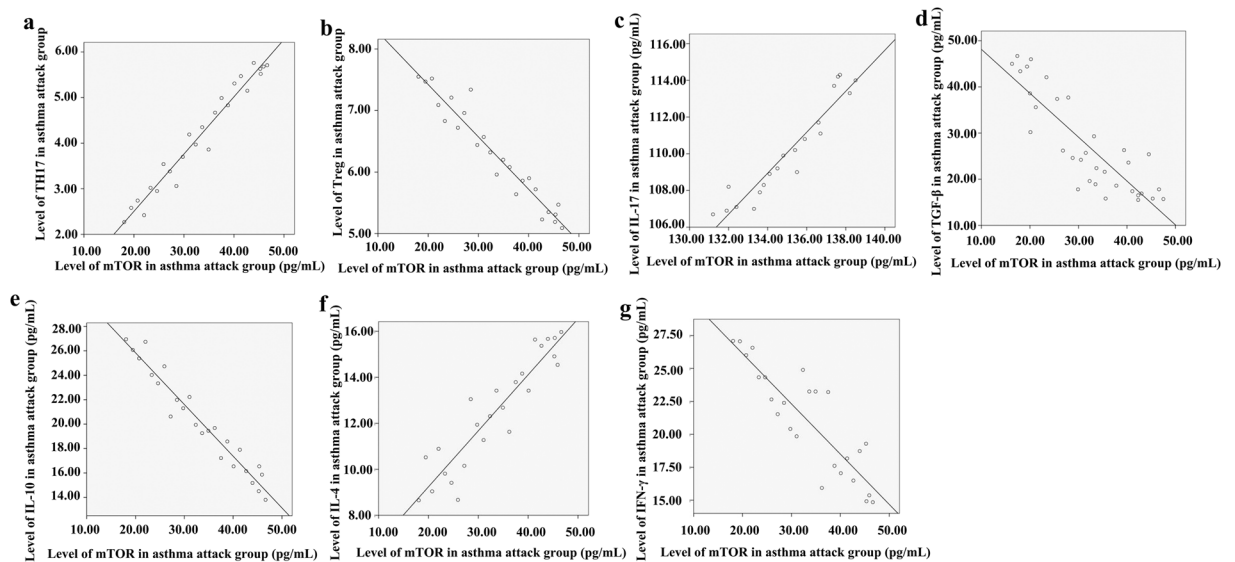 a
Level of TH17 in asthma attack group
6.00
5.00
4.00
3.00
2.00
10.00 20.00 30.00 40.00 50.00
Level of mTOR in asthma attack group (pg/mL)
b
Level of Treg in asthma attack group
8.00
7.00
6.00
5.00
10.00 20.00 30.00 40.00 50.00
Level of mTOR in asthma attack group (pg/mL)
c
Level of IL-17 in asthma attack group (pg/mL)
116.00
114.00
112.00
110.00
108.00
106.00
130.00 132.00 134.00 136.00 138.00 140.00
Level of mTOR in asthma attack group (pg/mL)
d
Level of TGF-β in asthma attack group (pg/mL)
50.00
40.00
30.00
20.00
10.00
10.00 20.00 30.00 40.00 50.00
Level of mTOR in asthma attack group (pg/mL)
e
Level of IL-10 in asthma attack group (pg/mL)
28.00
26.00
24.00
22.00
20.00
18.00
16.00
14.00
10.00 20.00 30.00 40.00 50.00
Level of mTOR in asthma attack group (pg/mL)
f
Level of IL-4 in asthma attack group (pg/mL)
16.00
14.00
12.00
10.00
8.00
10.00 20.00 30.00 40.00 50.00
Level of mTOR in asthma attack group (pg/mL)
g
Level of IFN-γ in asthma attack group (pg/mL)
27.50
25.00
22.50
20.00
17.50
15.00
10.00 20.00 30.00 40.00 50.00
Level of mTOR in asthma attack group (pg/mL)